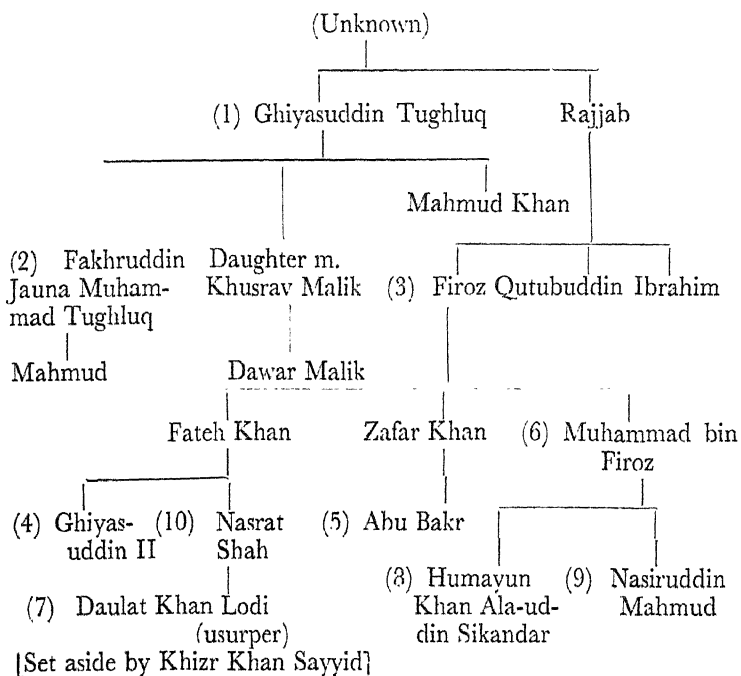 (Unknown)
(1) Ghiyasuddin Tughluq Rajjab
Mahmud Khan
(2) Fakhruddin Daughter m.
Jauna Muham- Khusrav Malik (3) Firoz Qutubuddin Ibrahim
mad Tughluq
Mahmud Dawar Malik
Fateh Khan Zafar Khan (6) Muhammad bin
Firoz
(4) Ghiyas- (10) Nasrat (5) Abu Bakr
uddin II Shah
(8) Humayun (9) Nasiruddin
(7) Daulat Khan Lodi Khan Ala-ud- Mahmud
(usurper) din Sikandar
[Set aside by Khizr Khan Sayyid]